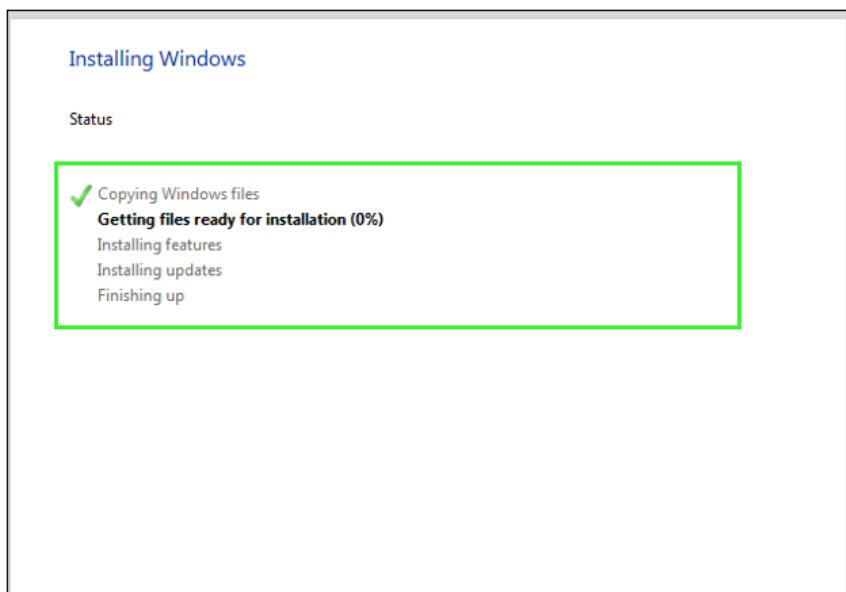 Installing Windows
Status
Copying Windows files
Getting files ready for installation (0%)
Installing features
Installing updates
Finishing up